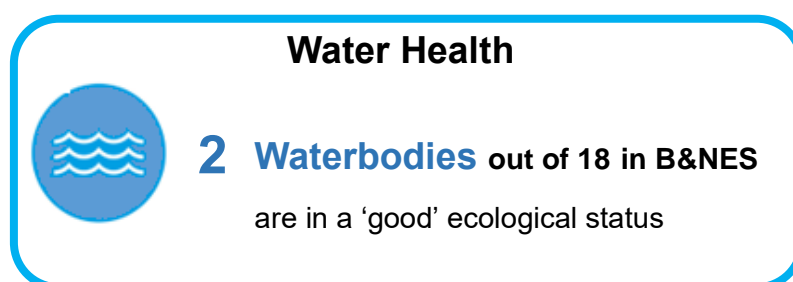 Water Health
2 Waterbodies out of 18 in B&NES
are in a ‘good’ ecological status